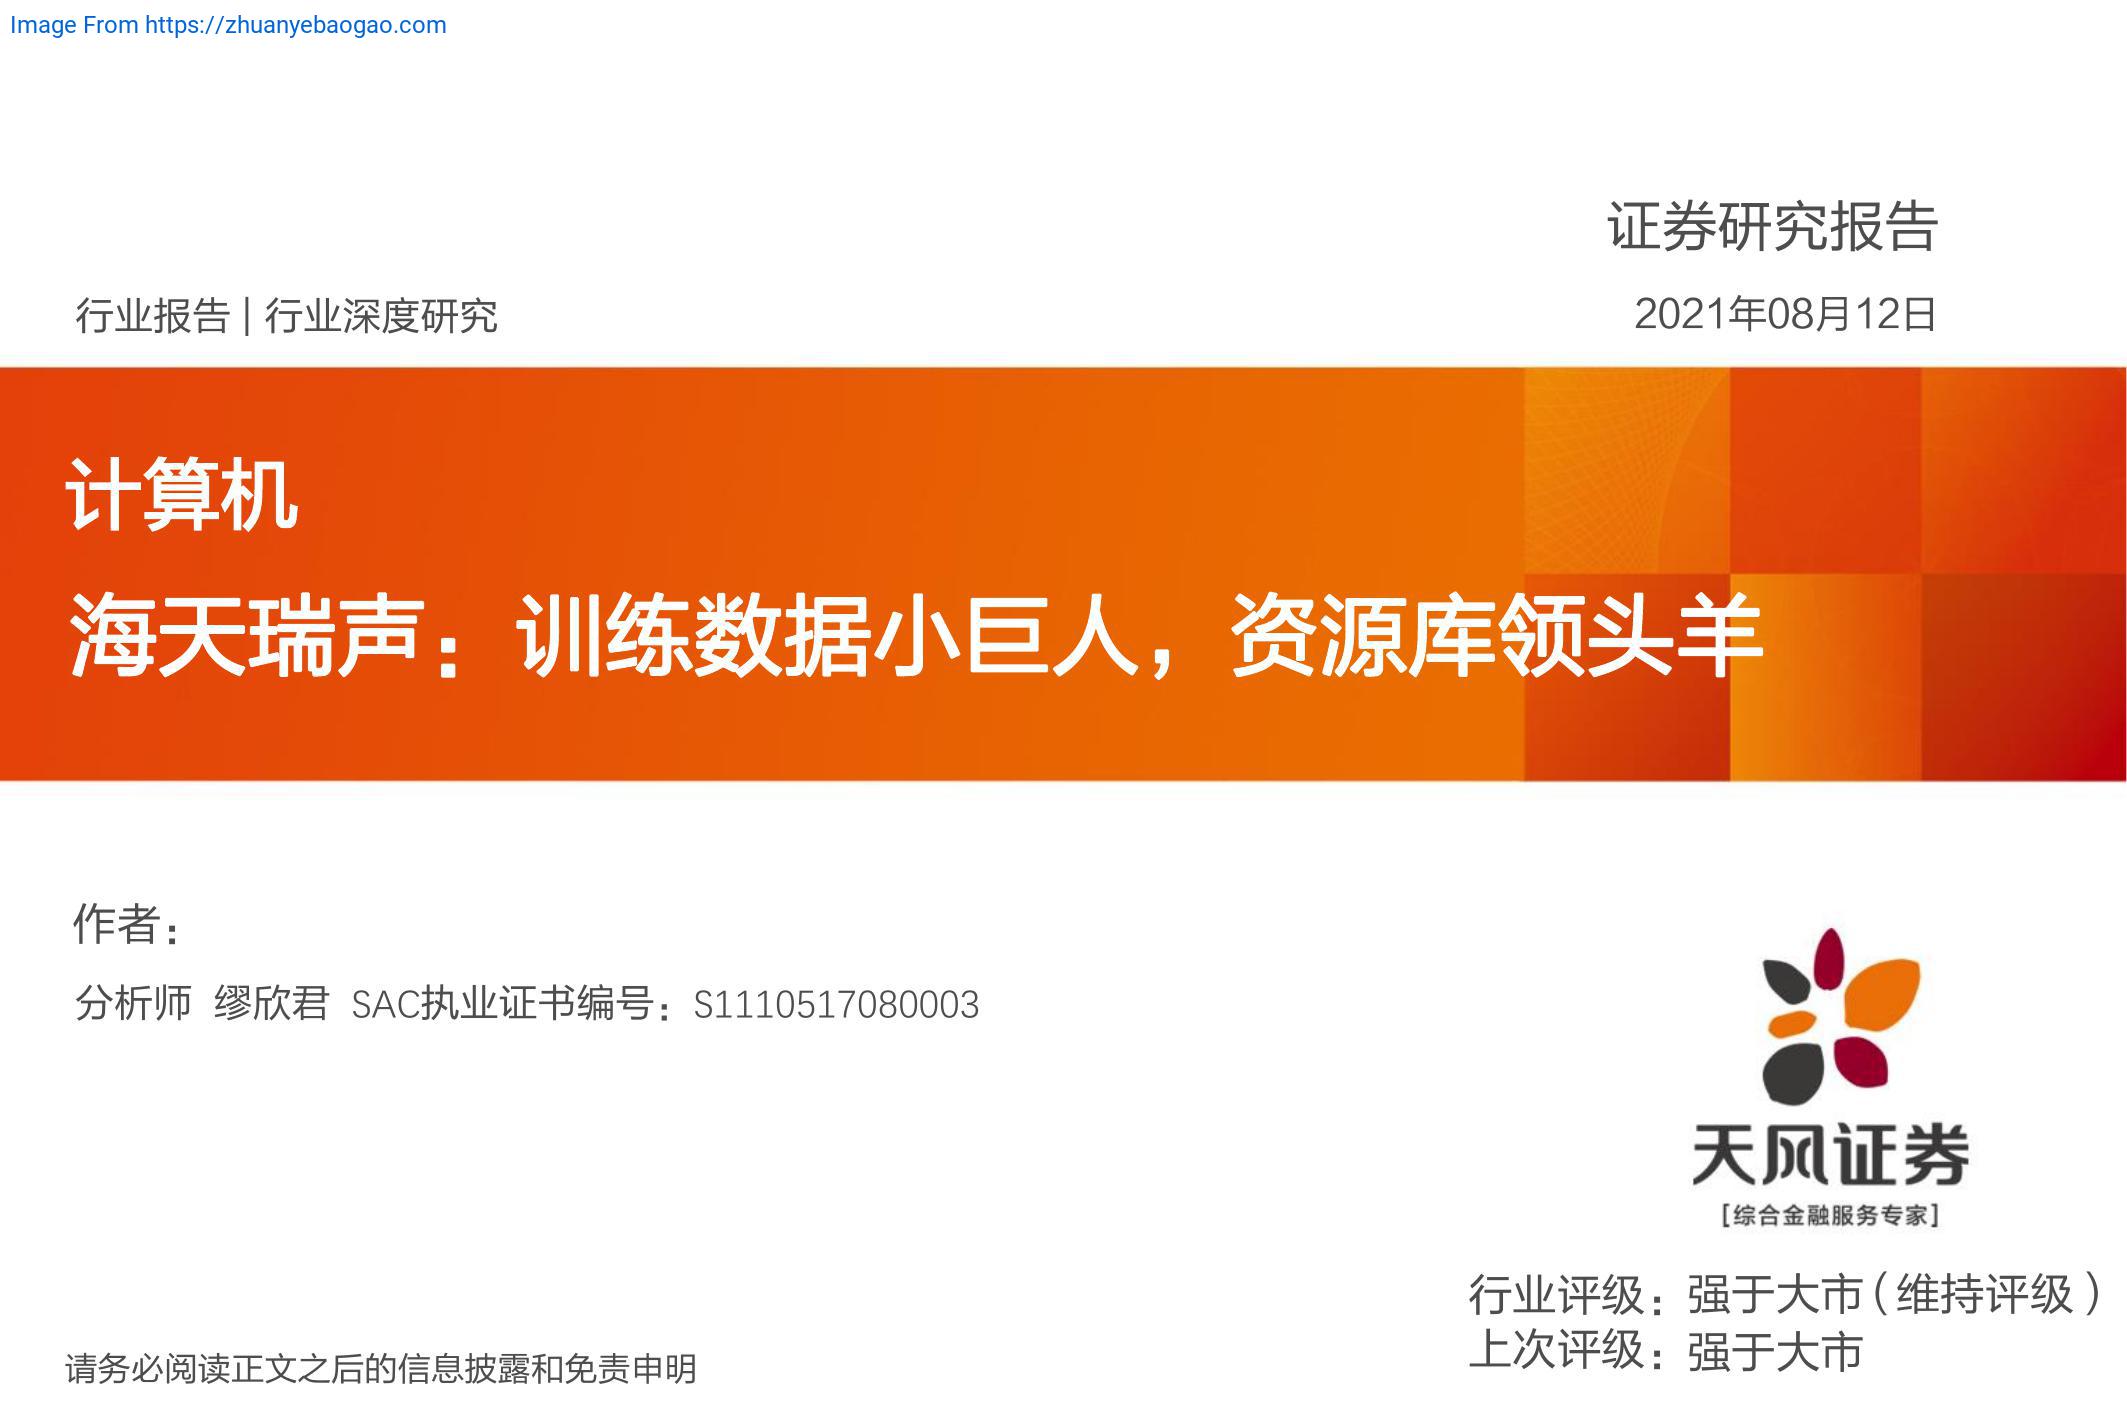 Image From https://zhuanyebaogao.com
证券研究报告
行业报告 | 行业深度研究
2021年08月12日
计算机
海天瑞声：训练数据小巨人，资源库领头羊
作者：
分析师 缪欣君 SAC执业证书编号：S1110517080003
天风证券
[综合金融服务专家]
行业评级：强于大市（维持评级）
上次评级：强于大市
请务必阅读正文之后的信息披露和免责申明